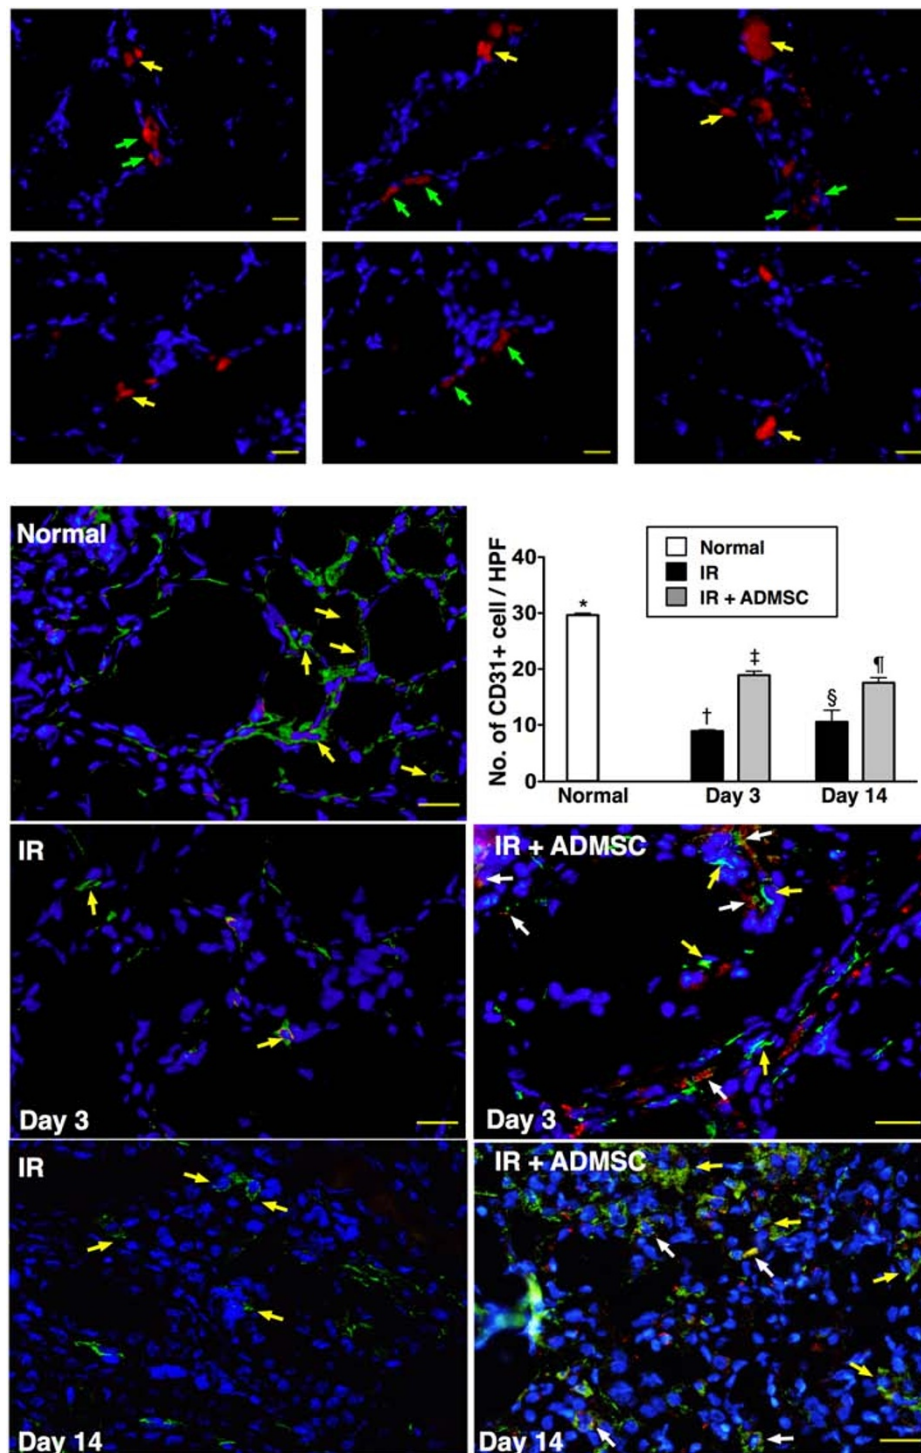 Normal
No. of CD31+ cell / HPF
40
30
20
10
0
Normal
IR
IR + ADMSC
*
†
‡
§
¶
Normal
Day 3
Day 14
IR
Day 3
IR + ADMSC
Day 3
IR
Day 14
IR + ADMSC
Day 14